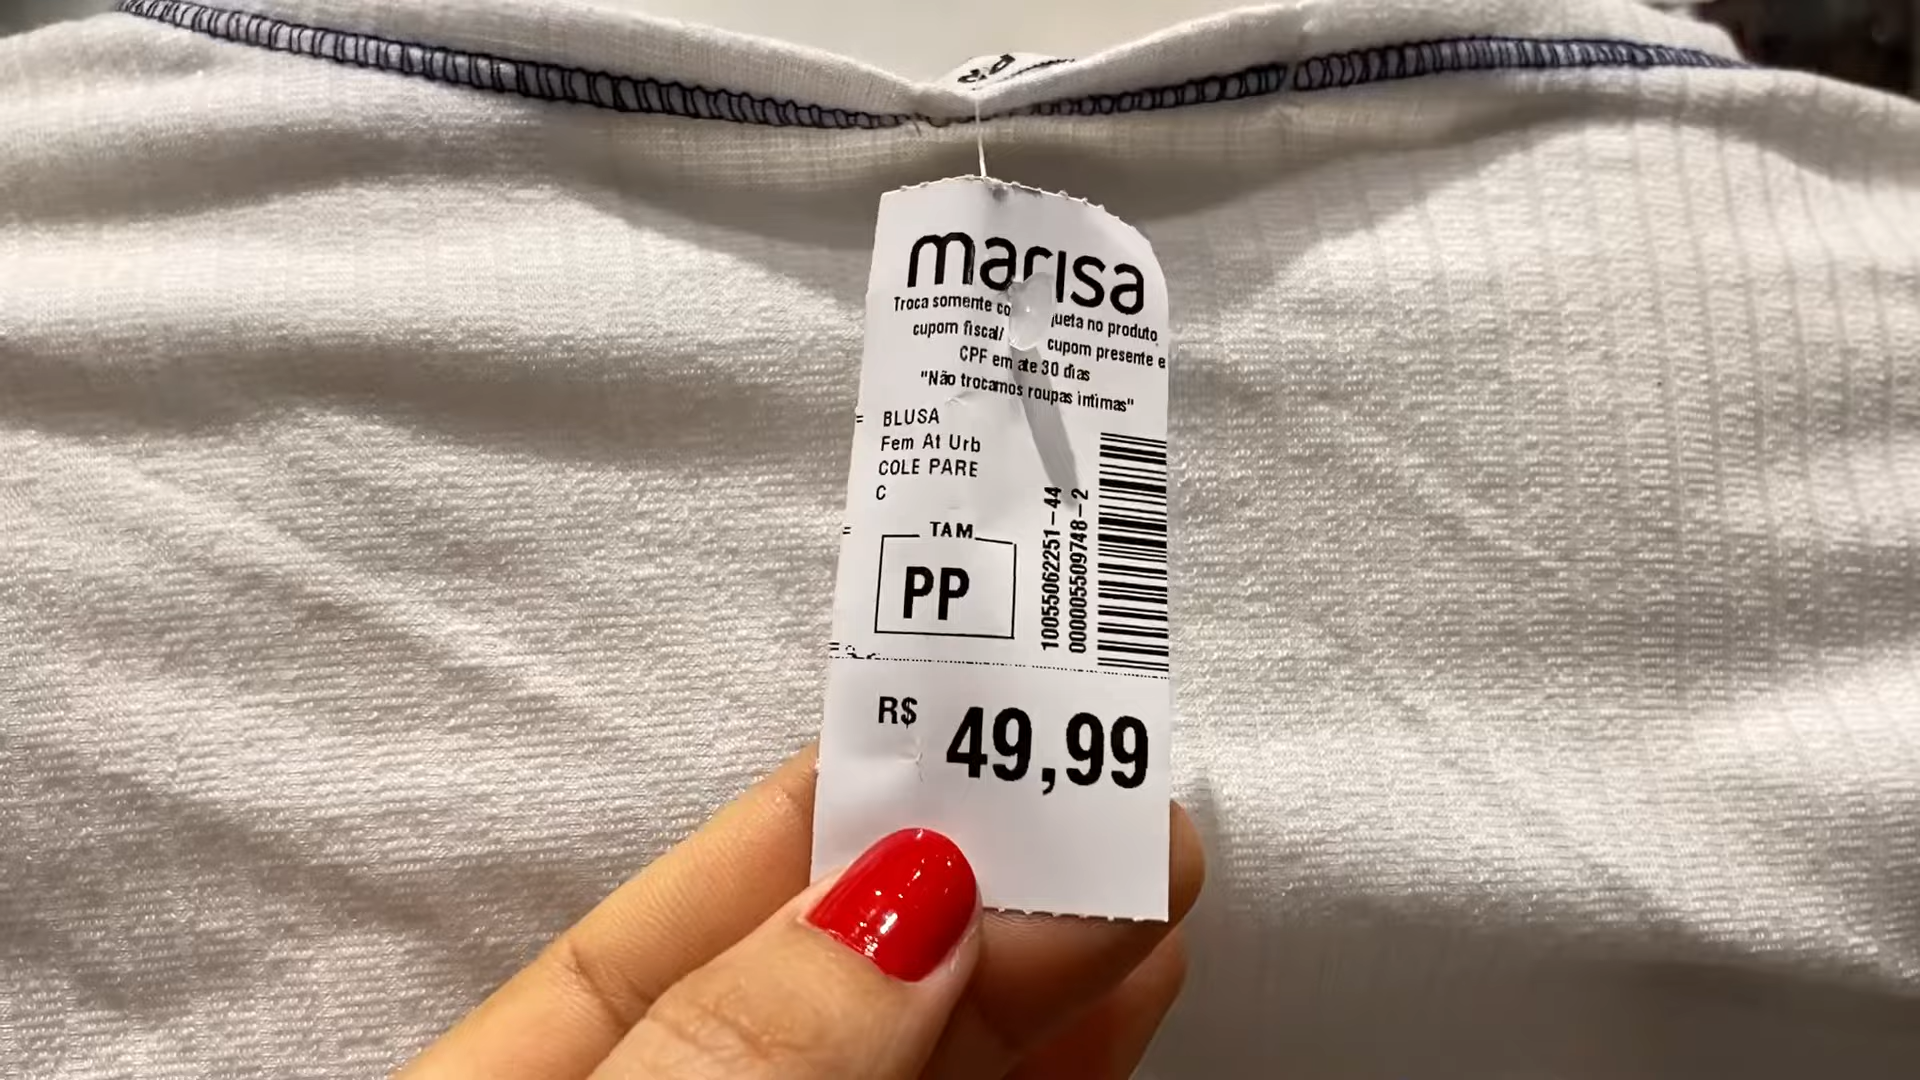 marisa
Troca somente co queta no produto
cupom fiscal/ cupom presente e
CPF em ate 30 dias
"Não trocamos roupas intimas"
BLUSA
Fem At Urb
COLE PARE
C
TAM
PP
10055062251-44
000005509748-2
R$ 49,99